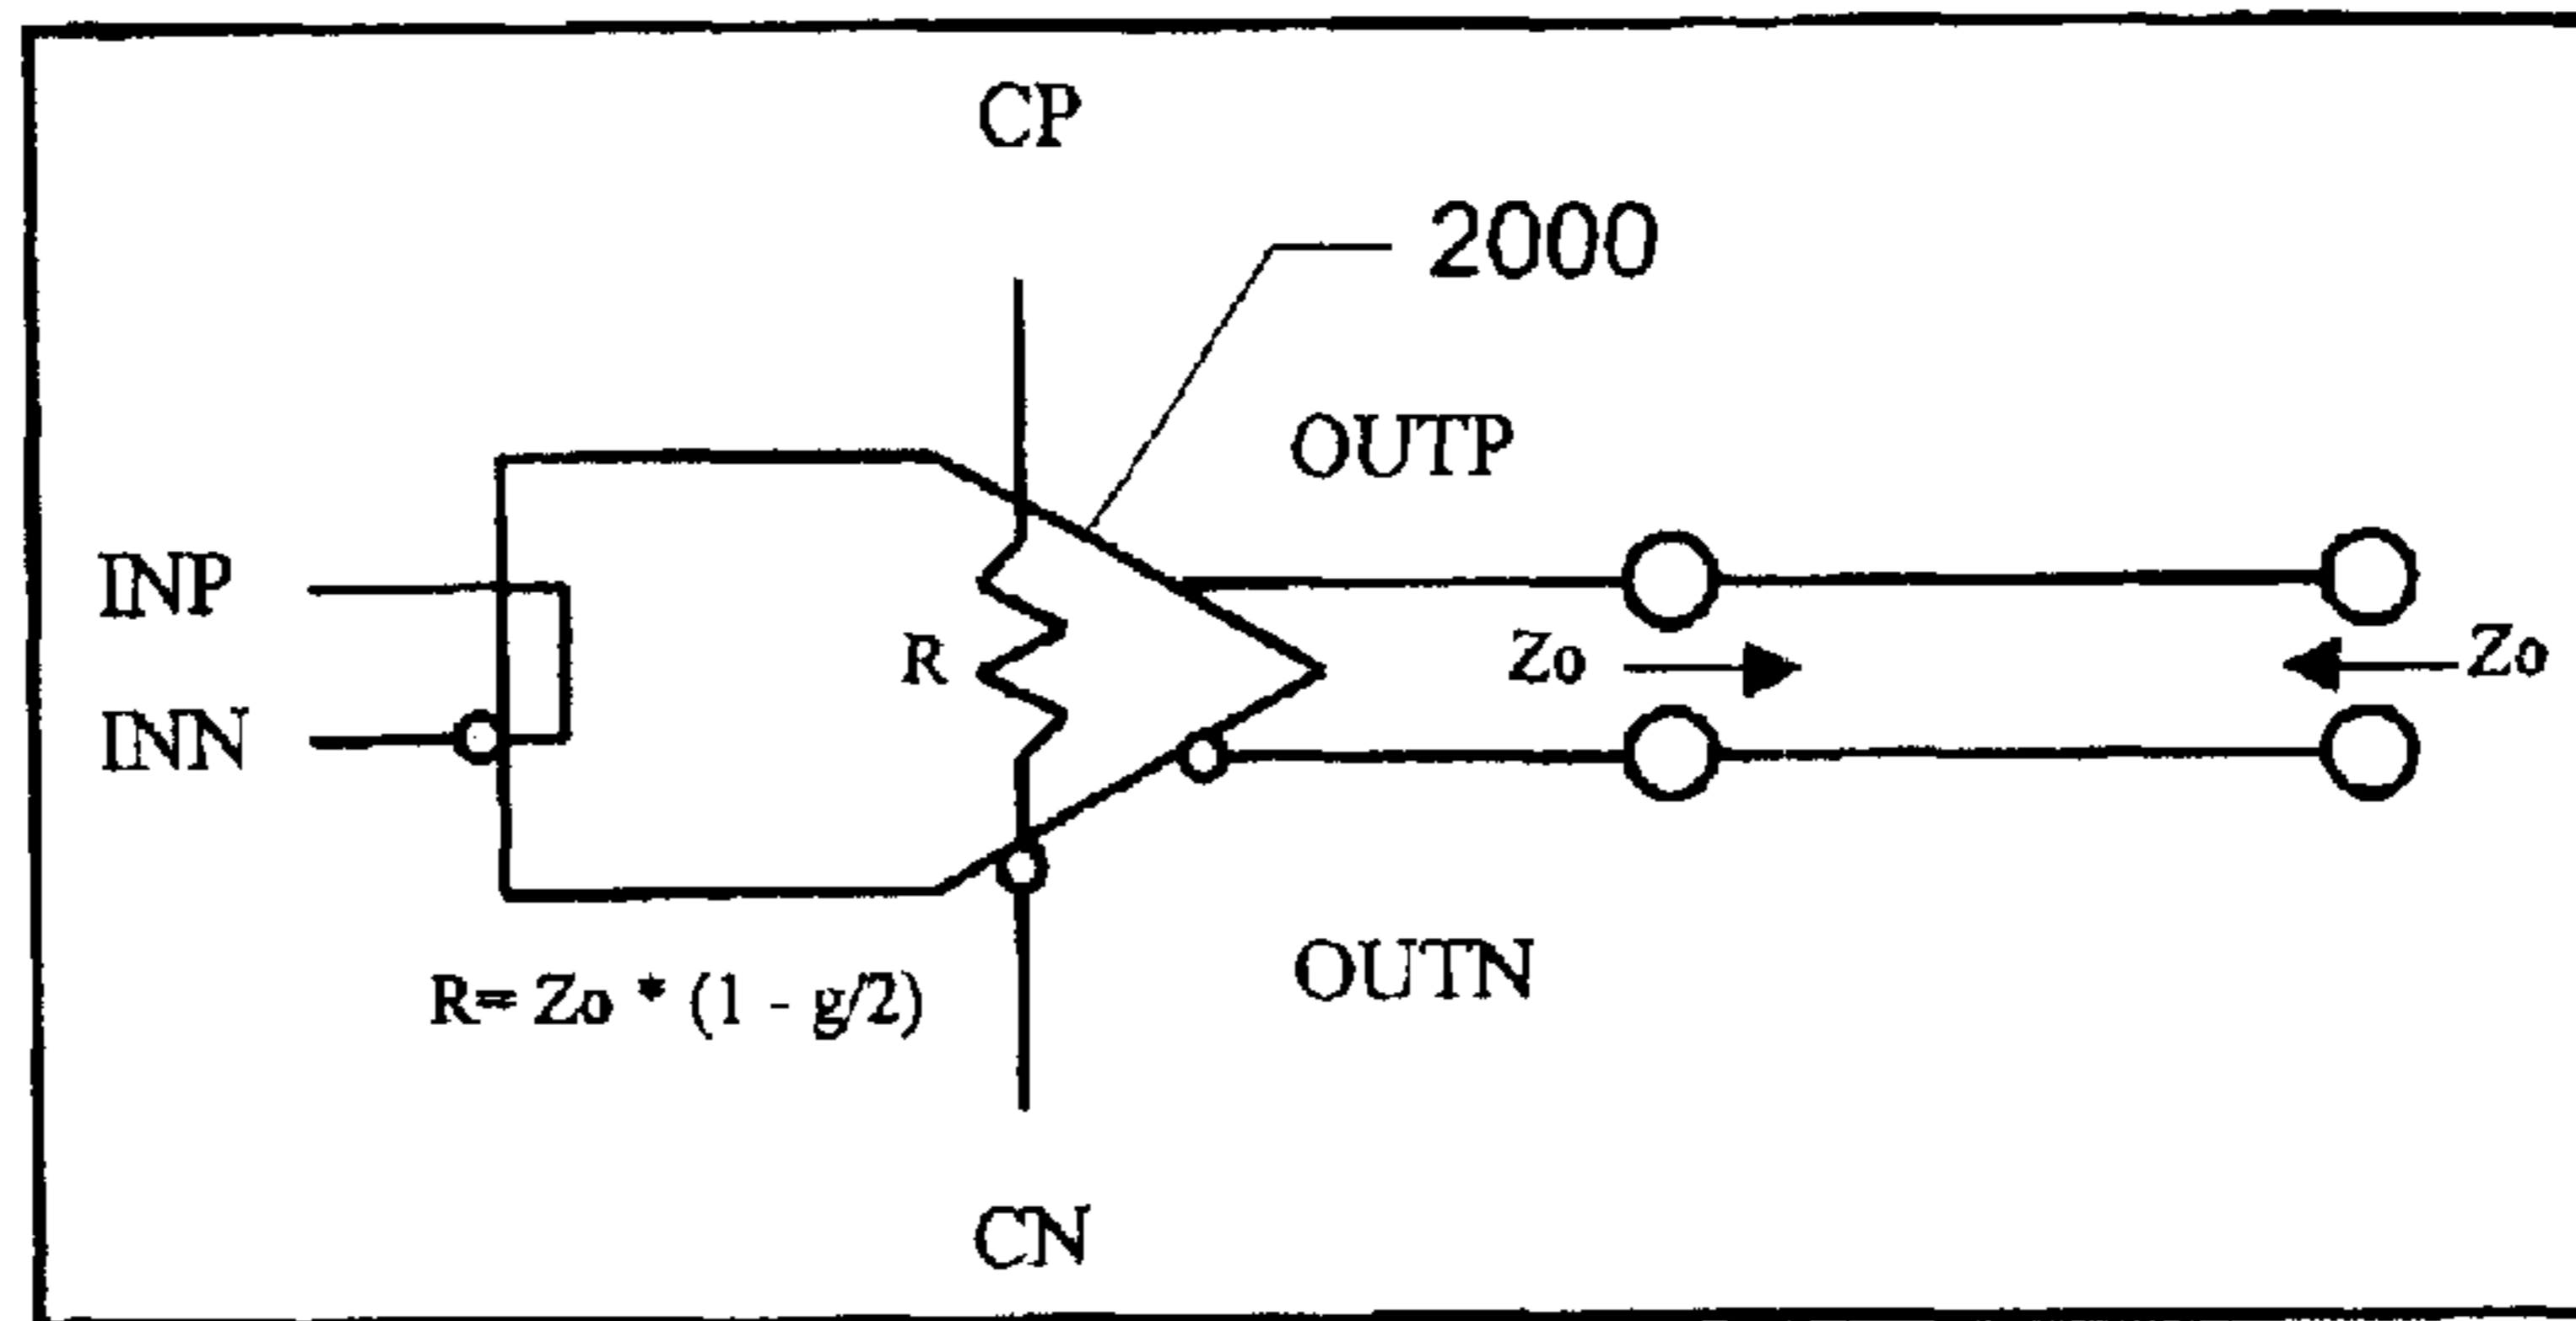 CP
2000
OUTP
INP
R
Zo
Zo
INN
R= Zo * (1 - g/2)
OUTN
CN